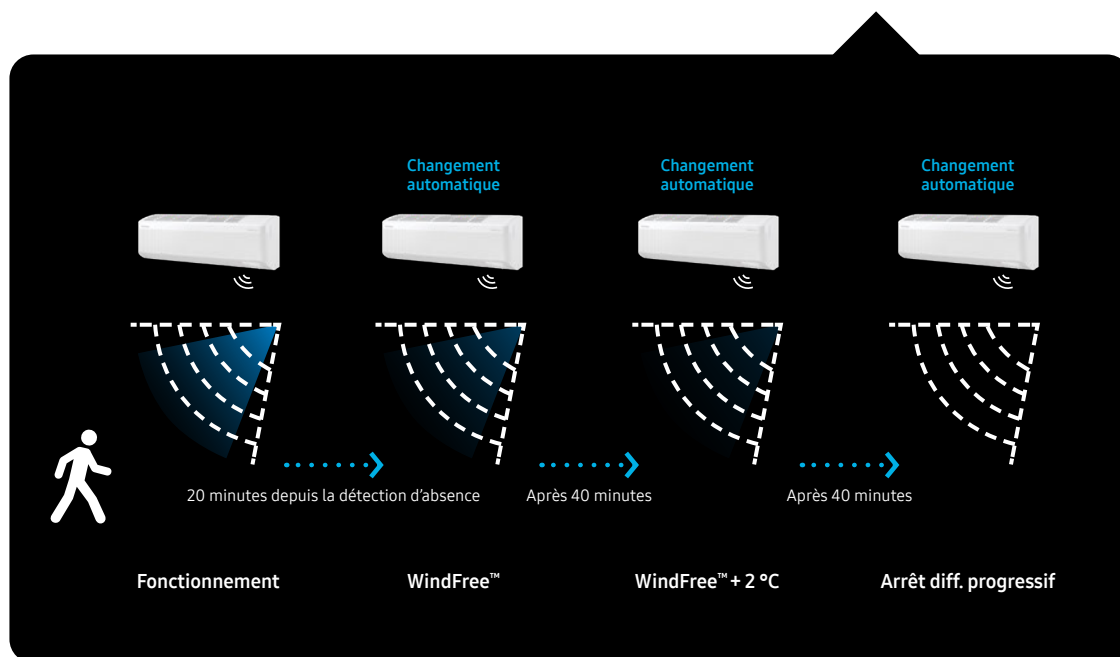 Changement
automatique
Changement
automatique
Changement
automatique
20 minutes depuis la détection d’absence
Après 40 minutes
Après 40 minutes
Fonctionnement
WindFree™
WindFree™ + 2 °C
Arrêt diff. progressif